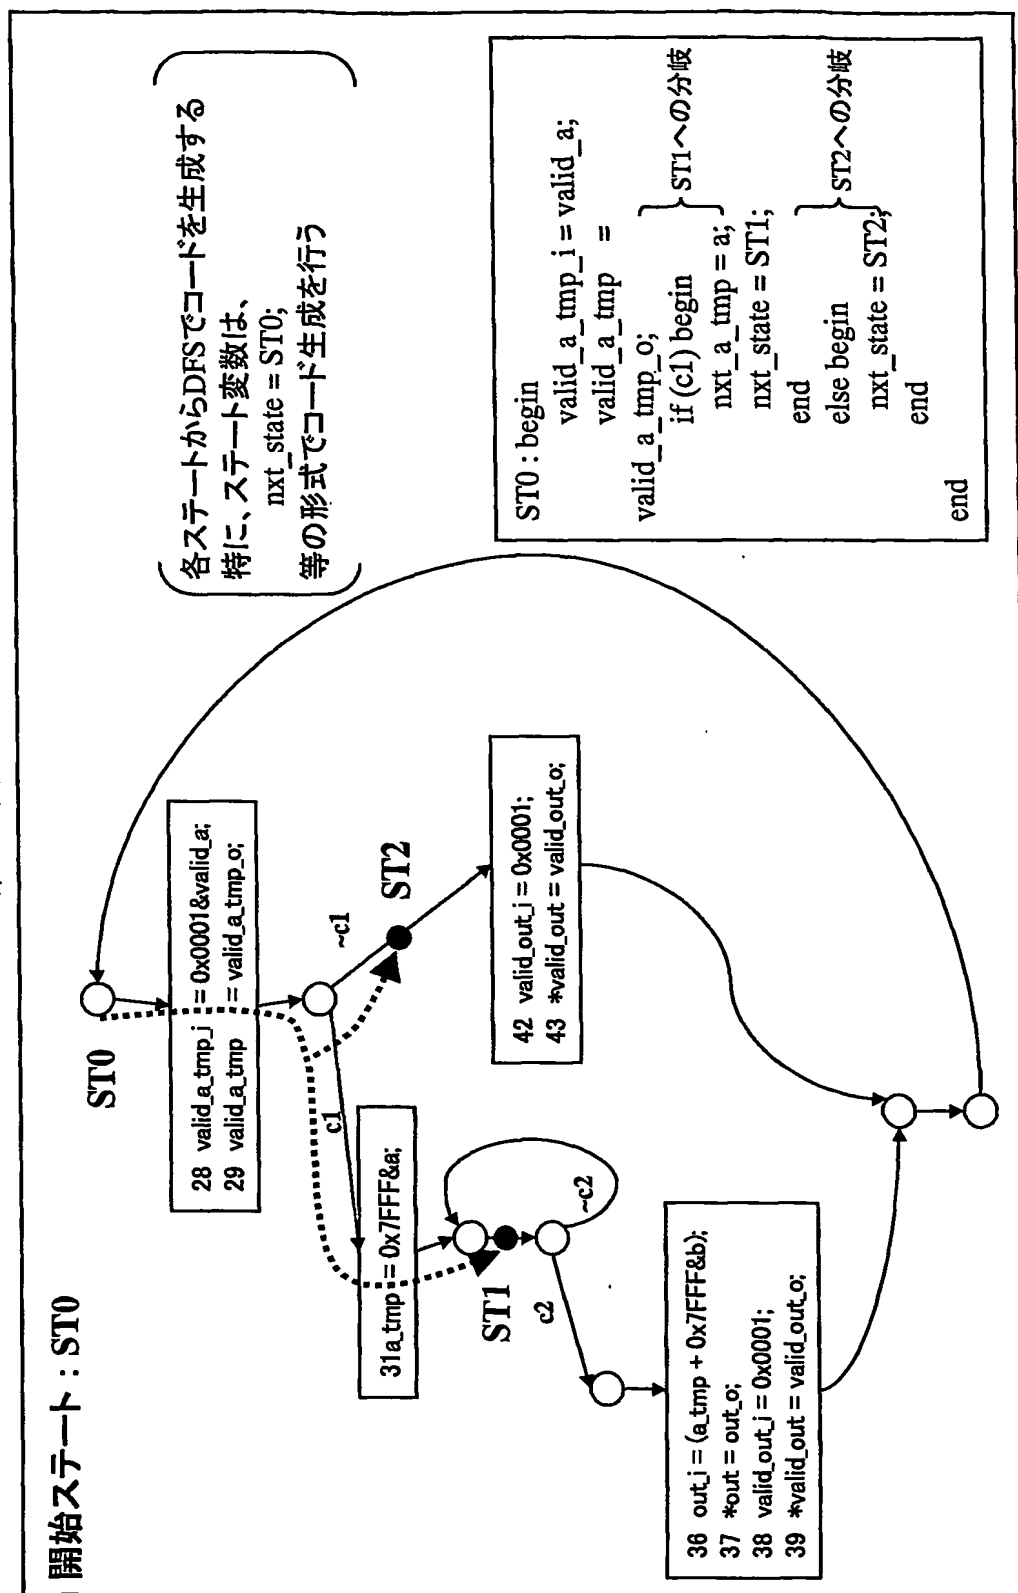 開始ステート : ST0
ST0
28 valid_a_tmp_i = 0x0001&valid_a;
29 valid_a_tmp = valid_a_tmp_o;
c1
~c1
31a_tmp = 0x7FFF&a;
ST1
ST2
c2
~c2
36 out_i = (a_tmp + 0x7FFF&b);
37 *out = out_o;
38 valid_out_i = 0x0001;
39 *valid_out = valid_out_o;
42 valid_out_i = 0x0001;
43 *valid_out = valid_out_o;
各ステートからDFSでコードを生成する
特に、ステート変数は、
nxt_state = ST0;
等の形式でコード生成を行う
ST0 : begin
valid_a_tmp_i = valid_a;
valid_a_tmp =
valid_a_tmp_o;
if (c1) begin
nxt_a_tmp = a;
nxt_state = ST1;
end
ST1への分岐
else begin
nxt_state = ST2;
end
ST2への分岐
end